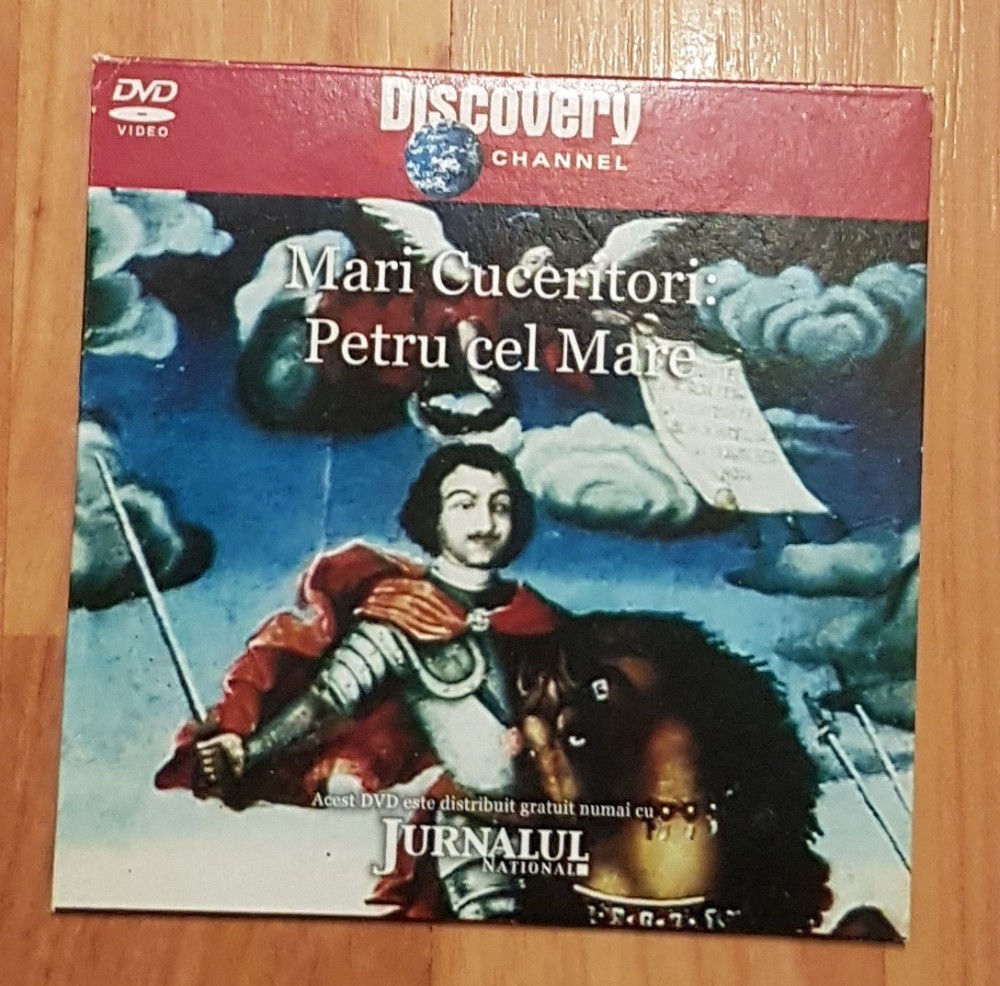 DVD
VIDEO
Discovery
CHANNEL
Mari Cuceritori:
Petru cel Mare
Acest DVD este distribuit gratuit numai cu
JURNALUL
NATIONAL